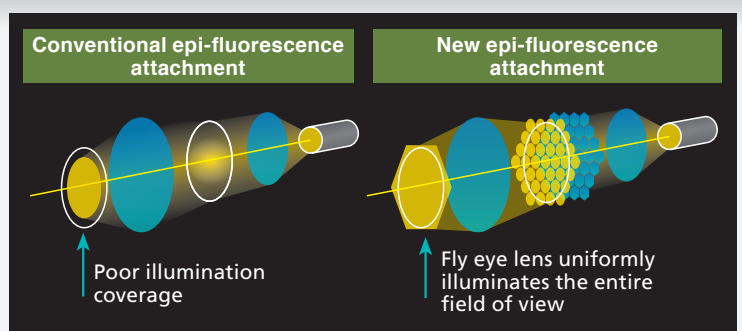 Conventional epi-fluorescence
attachment
New epi-fluorescence
attachment
Poor illumination
coverage
Fly eye lens uniformly
illuminates the entire
field of view